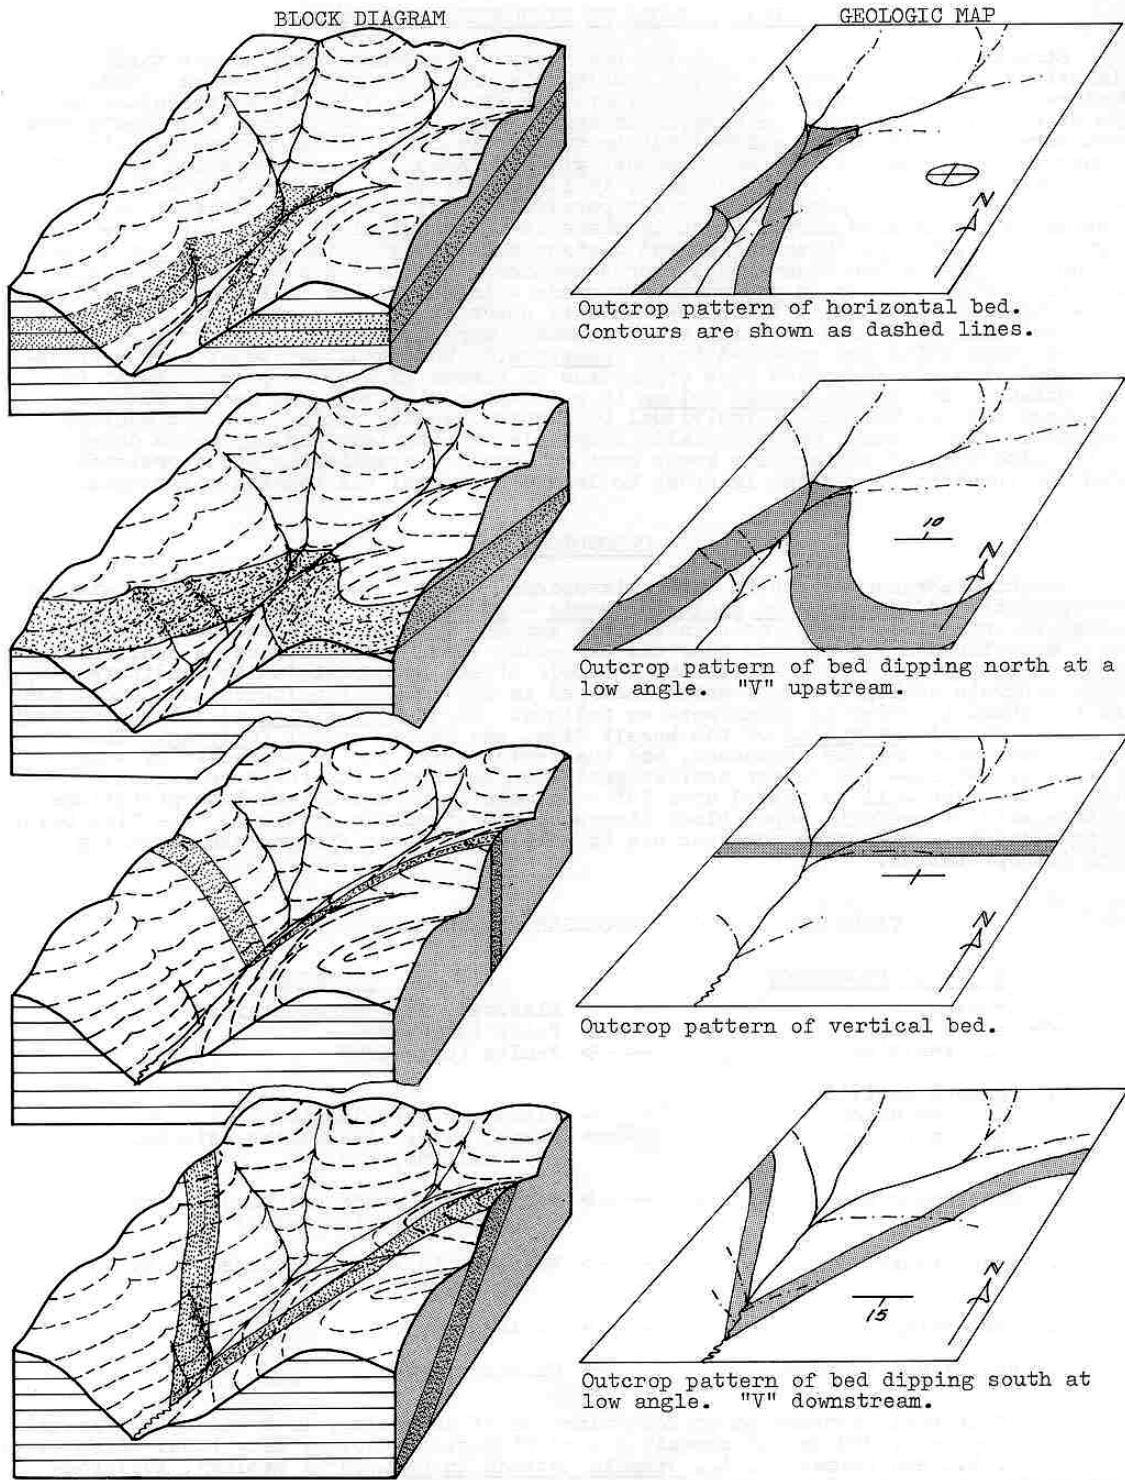 BLOCK DIAGRAM
GEOLOGIC MAP
N
Outcrop pattern of horizontal bed.
Contours are shown as dashed lines.
10
N
Outcrop pattern of bed dipping north at a
low angle. "V" upstream.
N
Outcrop pattern of vertical bed.
15
N
Outcrop pattern of bed dipping south at
low angle. "V" downstream.